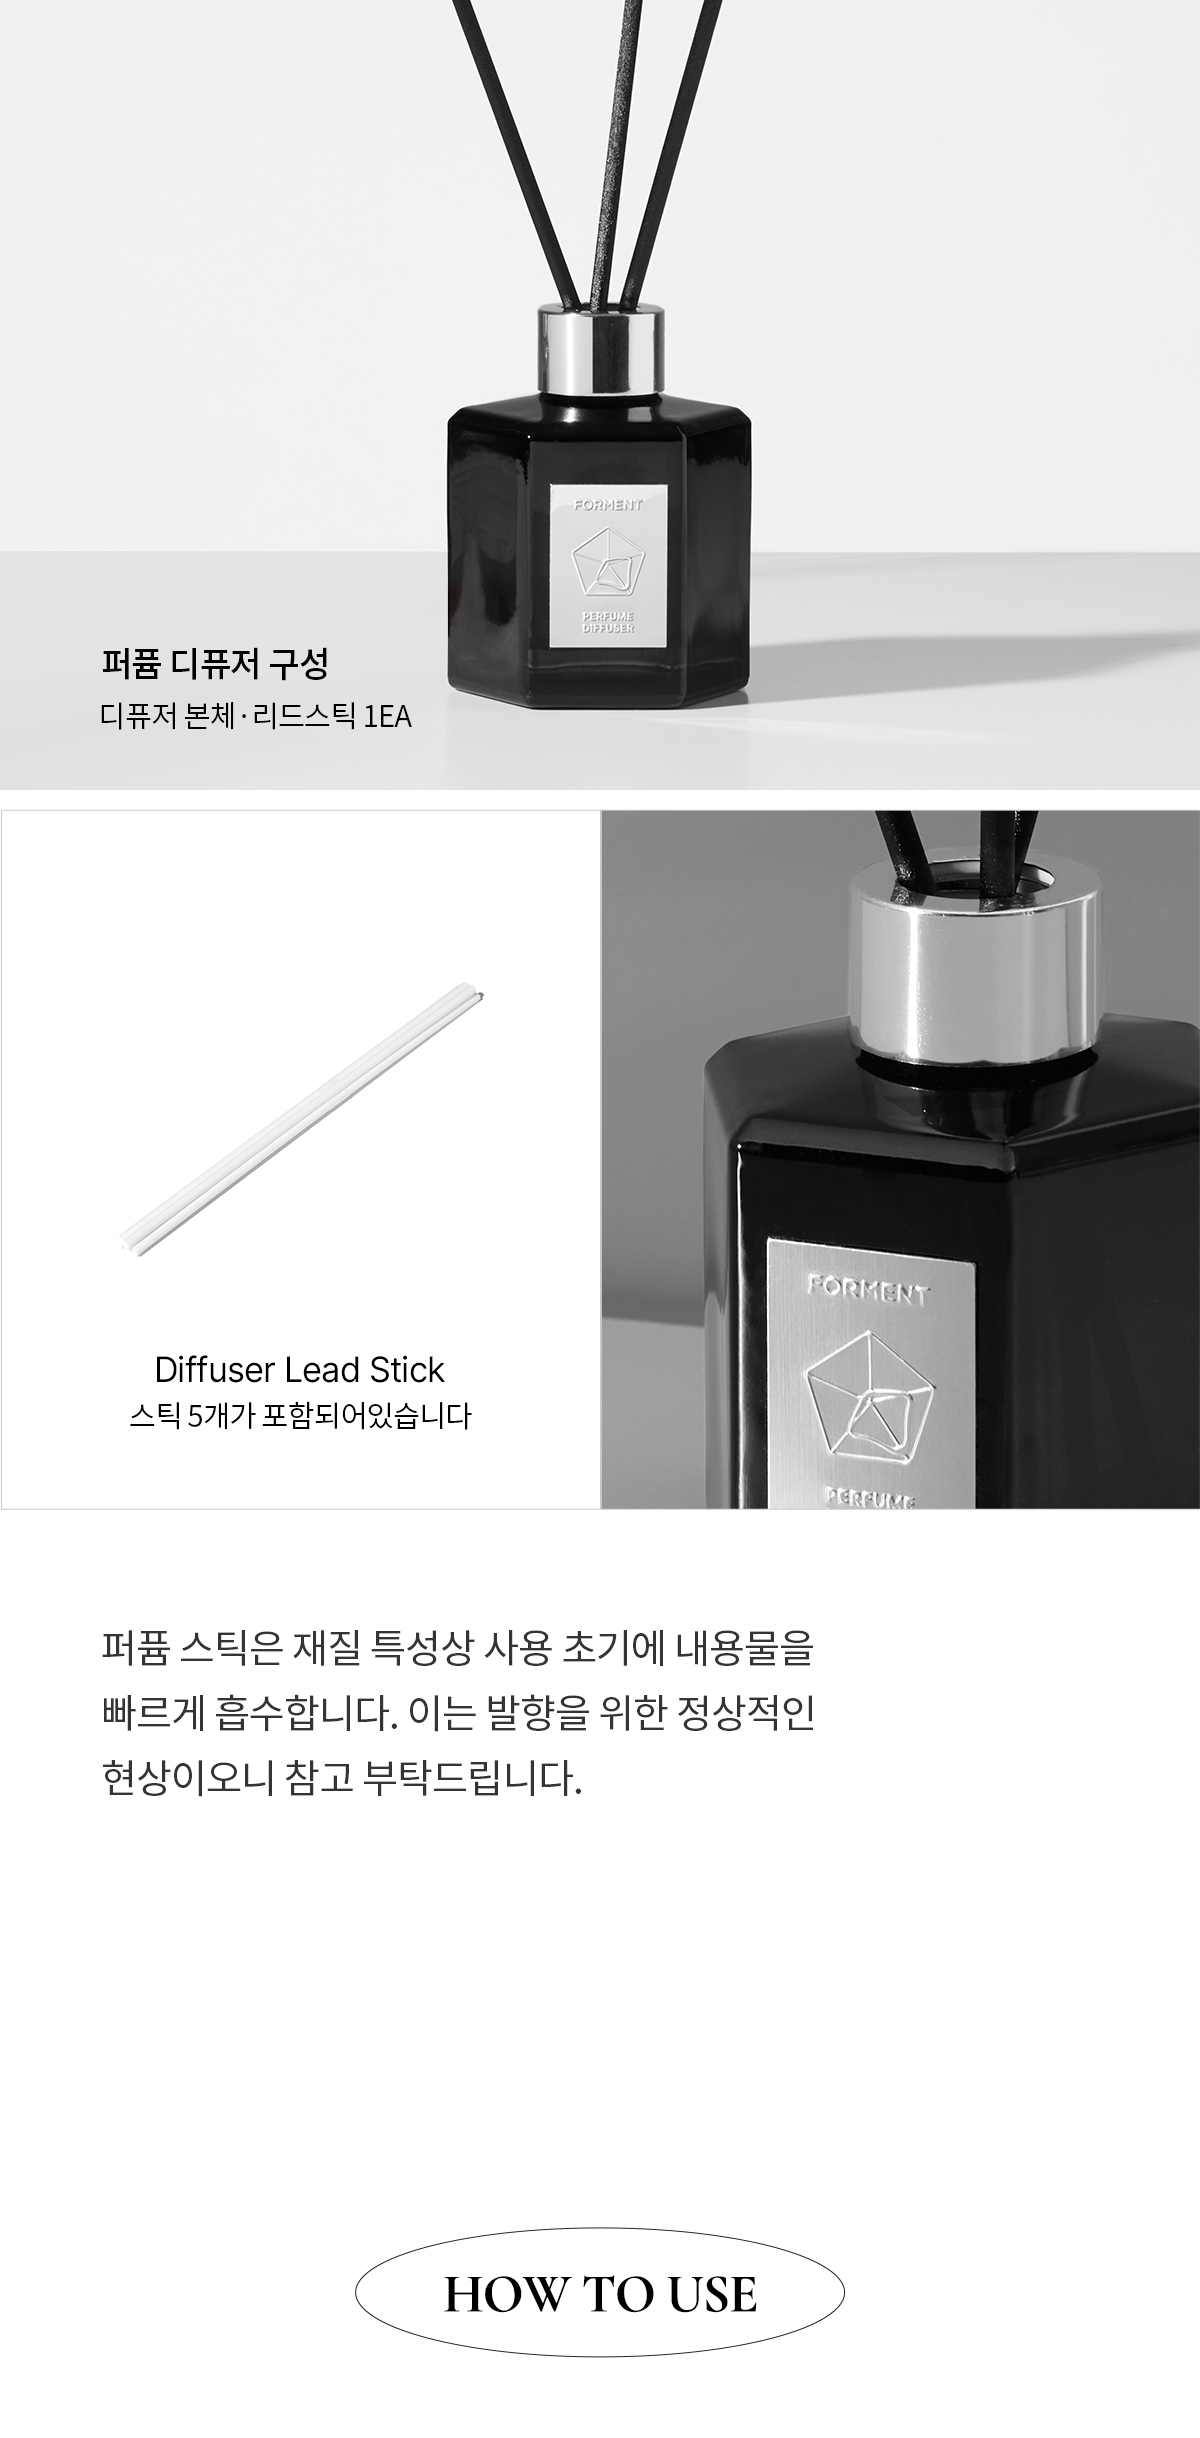 FORMENT
PERFUME
DIFFUSER
퍼퓸 디퓨저 구성
디퓨저 본체·리드스틱 1EA
Diffuser Lead Stick
스틱 5개가 포함되어있습니다
FORMENT
PERFUME
퍼퓸 스틱은 재질 특성상 사용 초기에 내용물을
빠르게 흡수합니다. 이는 발향을 위한 정상적인
현상이오니 참고 부탁드립니다.
HOW TO USE